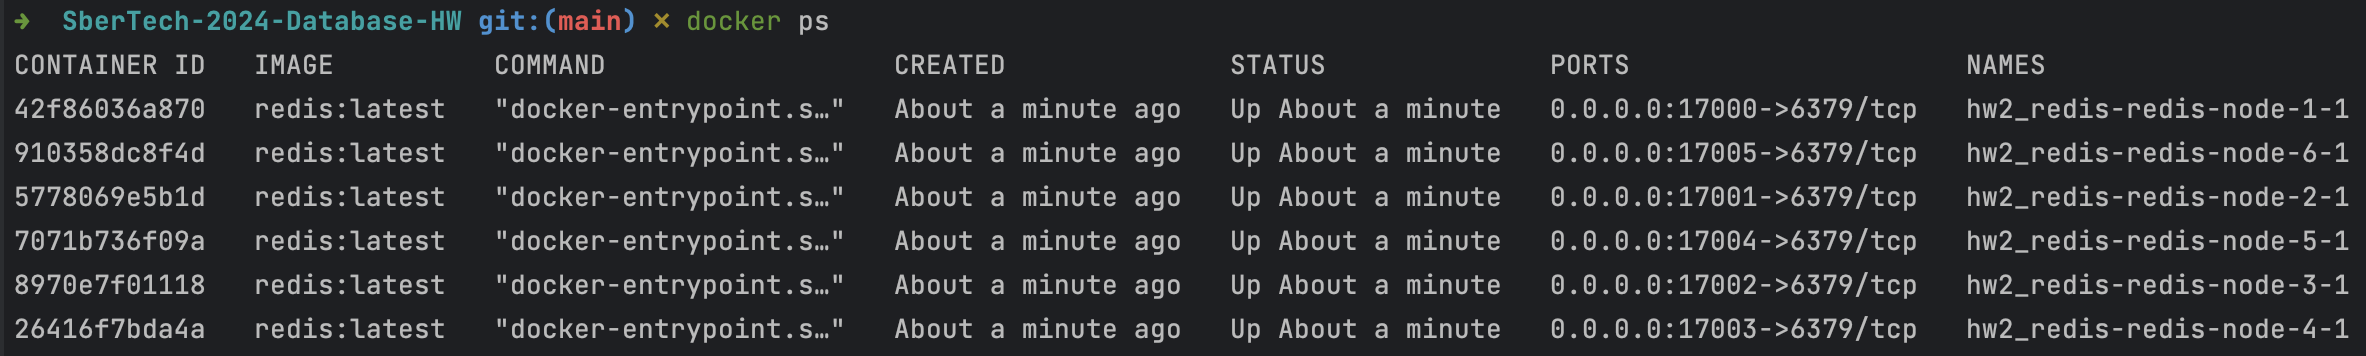 ➜  SberTech-2024-Database-HW git:(main) ✗ docker ps
CONTAINER ID   IMAGE          COMMAND                  CREATED              STATUS              PORTS                     NAMES
42f86036a870   redis:latest   "docker-entrypoint.s…"   About a minute ago   Up About a minute   0.0.0.0:17000->6379/tcp   hw2_redis-redis-node-1-1
910358dc8f4d   redis:latest   "docker-entrypoint.s…"   About a minute ago   Up About a minute   0.0.0.0:17005->6379/tcp   hw2_redis-redis-node-6-1
5778069e5b1d   redis:latest   "docker-entrypoint.s…"   About a minute ago   Up About a minute   0.0.0.0:17001->6379/tcp   hw2_redis-redis-node-2-1
7071b736f09a   redis:latest   "docker-entrypoint.s…"   About a minute ago   Up About a minute   0.0.0.0:17004->6379/tcp   hw2_redis-redis-node-5-1
8970e7f01118   redis:latest   "docker-entrypoint.s…"   About a minute ago   Up About a minute   0.0.0.0:17002->6379/tcp   hw2_redis-redis-node-3-1
26416f7bda4a   redis:latest   "docker-entrypoint.s…"   About a minute ago   Up About a minute   0.0.0.0:17003->6379/tcp   hw2_redis-redis-node-4-1